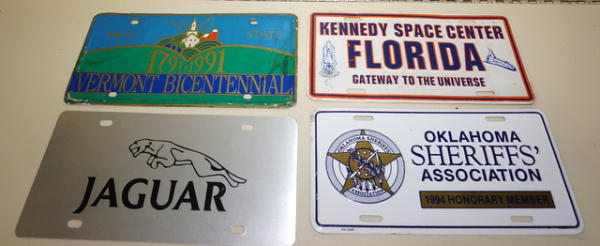 1791-1991
VERMONT BICENTENNIAL
STATE
KENNEDY SPACE CENTER
FLORIDA
GATEWAY TO THE UNIVERSE
JAGUAR
OKLAHOMA SHERIFFS'
ASSOCIATION
OKLAHOMA
SHERIFFS'
ASSOCIATION
1994 HONORARY MEMBER